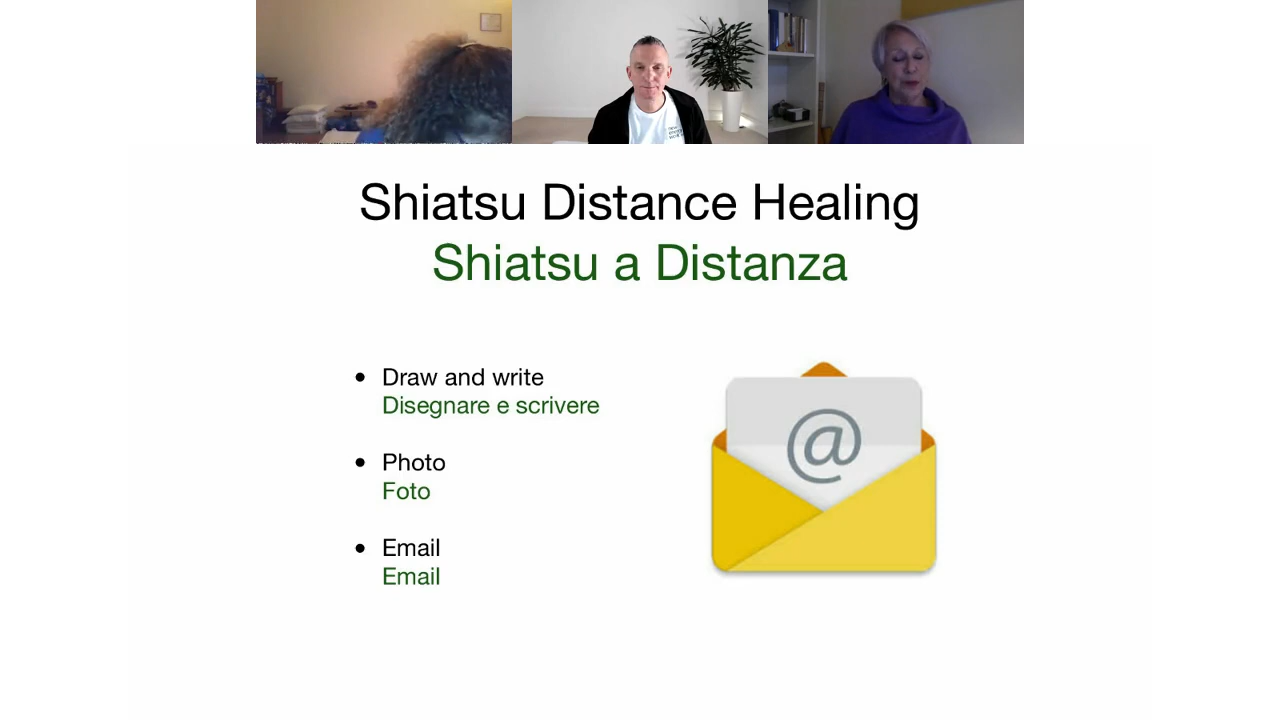 Shiatsu Distance Healing
Shiatsu a Distanza
• Draw and write
Disegnare e scrivere
• Photo
Foto
@
• Email
Email